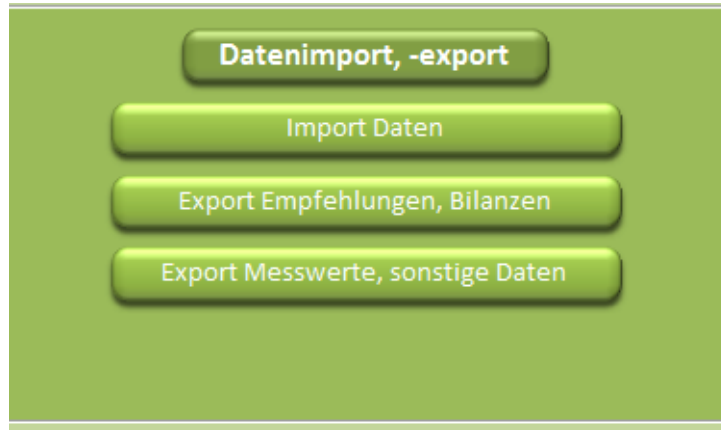 Datenimport, -export
Import Daten
Export Empfehlungen, Bilanzen
Export Messwerte, sonstige Daten